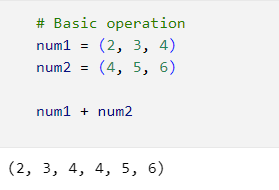 # Basic operation
num1 = (2, 3, 4)
num2 = (4, 5, 6)
num1 + num2
(2, 3, 4, 4, 5, 6)